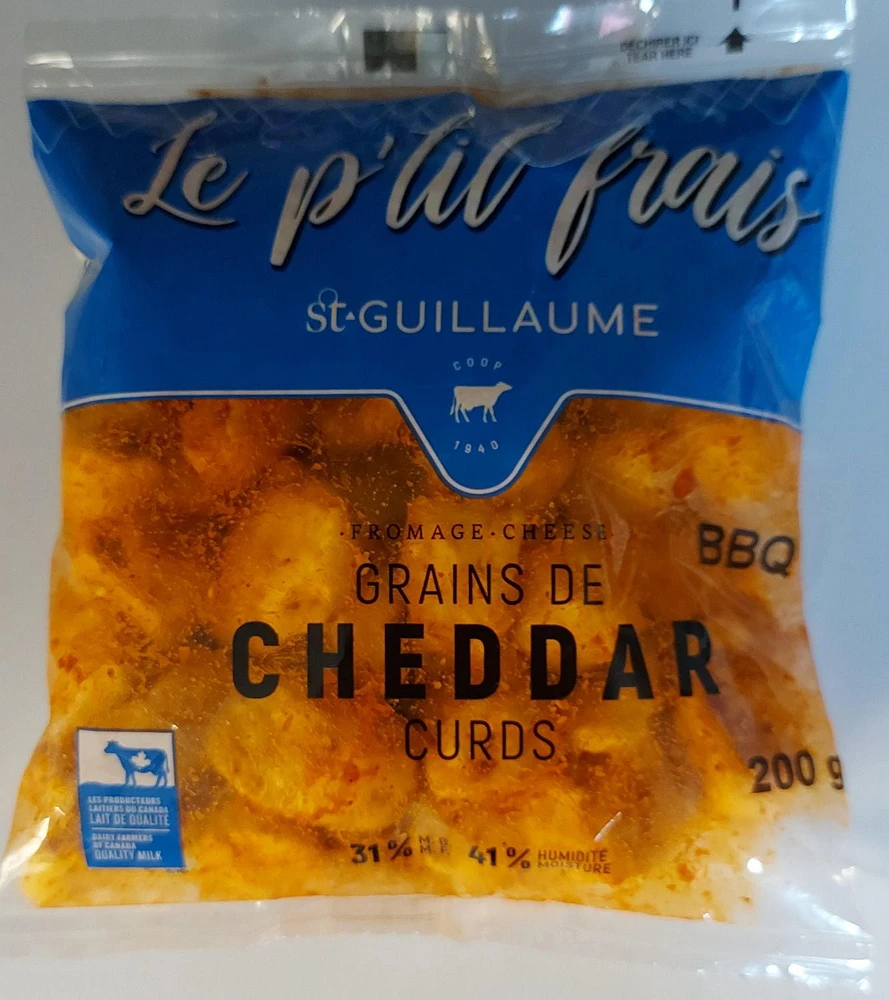 DÉCHIRER ICI
TEAR HERE
Le p'tit frais
St-GUILLAUME
COOP
1940
·FROMAGE·CHEESE·
BBQ
GRAINS DE
CHEDDAR
CURDS
200 g
LES PRODUCTEURS
LAITIERS DU CANADA
LAIT DE QUALITÉ
DAIRY FARMERS
OF CANADA
QUALITY MILK
31% M.G.
M.F.
41% HUMIDITÉ
MOISTURE